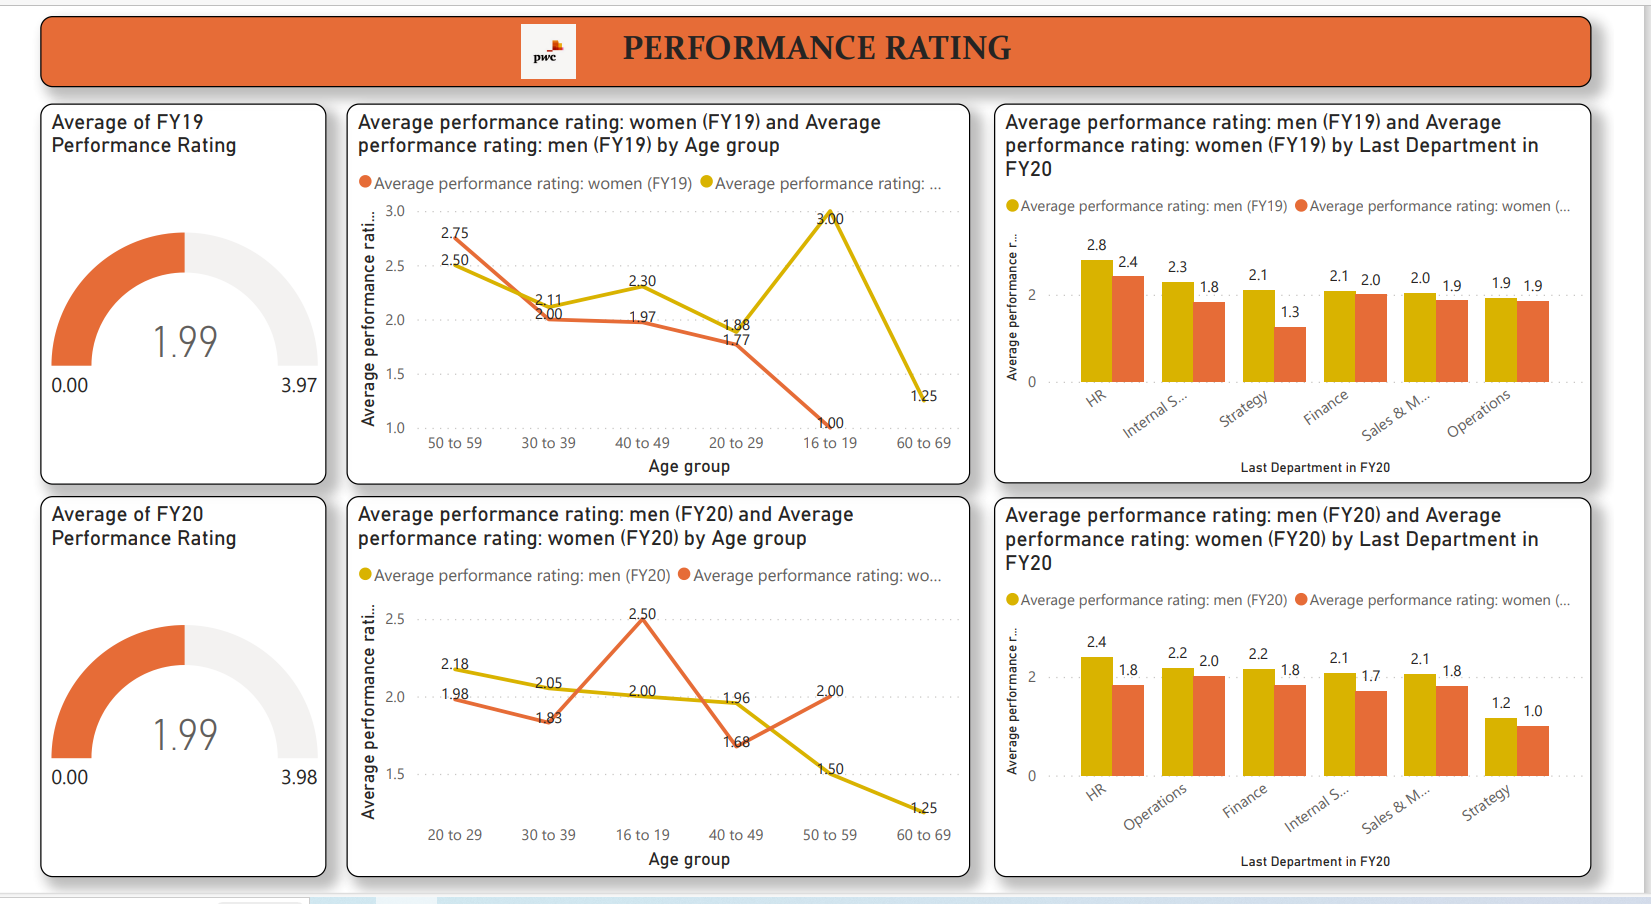 pwc
PERFORMANCE RATING
Average of FY19
Performance Rating
1.99
0.00
3.97
Average performance rating: women (FY19) and Average
performance rating: men (FY19) by Age group
Average performance rating: women (FY19) Average performance rating: ...
Average performance rati...
3.0
2.5
2.0
1.5
1.0
2.75
2.50
2.11
2.00
2.30
1.97
1.88
1.77
3.00
1.00
1.25
50 to 59 30 to 39 40 to 49 20 to 29 16 to 19 60 to 69
Age group
Average performance rating: men (FY19) and Average
performance rating: women (FY19) by Last Department in
FY20
Average performance rating: men (FY19) Average performance rating: women (...
Average performance r...
2
0
2.8 2.4 2.3 1.8 2.1 1.3 2.1 2.0 2.0 1.9 1.9 1.9
HR Internal S... Strategy Finance Sales & M... Operations
Last Department in FY20
Average of FY20
Performance Rating
1.99
0.00
3.98
Average performance rating: men (FY20) and Average
performance rating: women (FY20) by Age group
Average performance rating: men (FY20) Average performance rating: wo...
Average performance rati...
2.5
2.0
1.5
2.18
1.98
2.05
1.83
2.50
2.00
1.96
1.68
2.00
1.50
1.25
20 to 29 30 to 39 16 to 19 40 to 49 50 to 59 60 to 69
Age group
Average performance rating: men (FY20) and Average
performance rating: women (FY20) by Last Department in
FY20
Average performance rating: men (FY20) Average performance rating: women (...
Average performance r...
2
0
2.4 1.8 2.2 2.0 2.2 1.8 2.1 1.7 2.1 1.8 1.2 1.0
HR Operations Finance Internal S... Sales & M... Strategy
Last Department in FY20